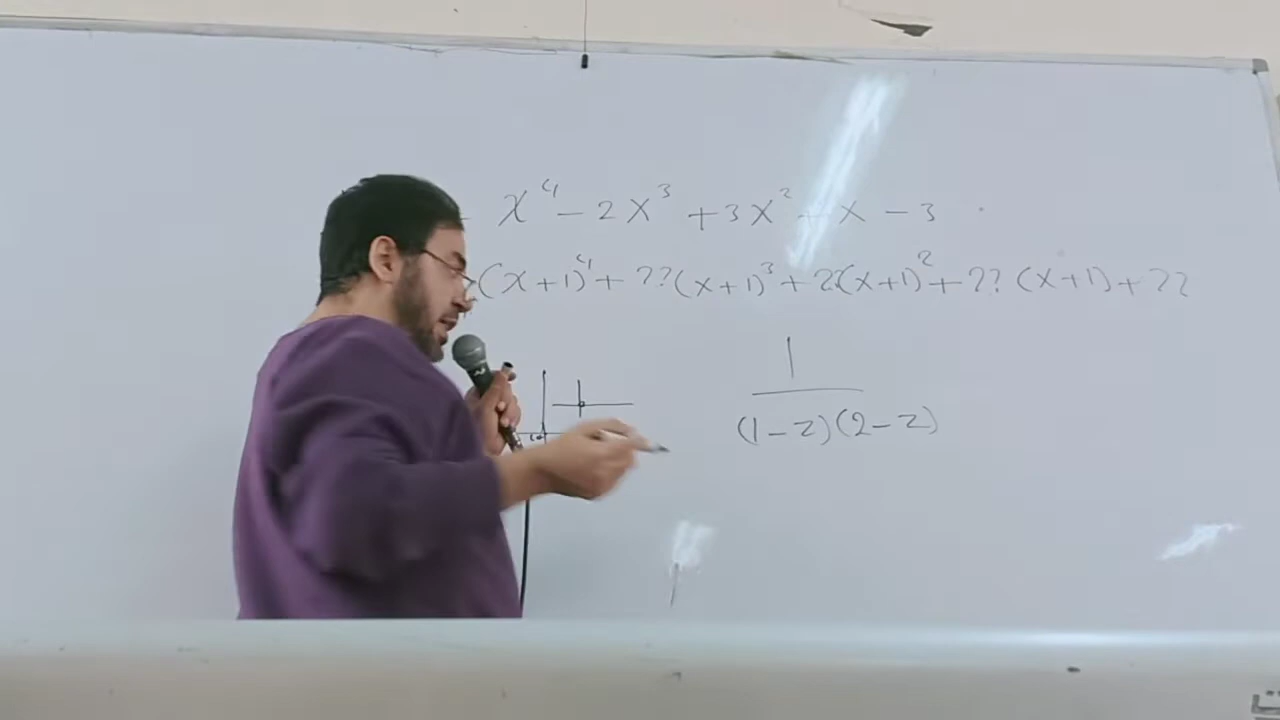 x⁴ - 2x³ + 3x² - x - 3
(x+1)⁴ + ??(x+1)³ + ??(x+1)² + ??(x+1) + ??
1
(1-z)(2-z)